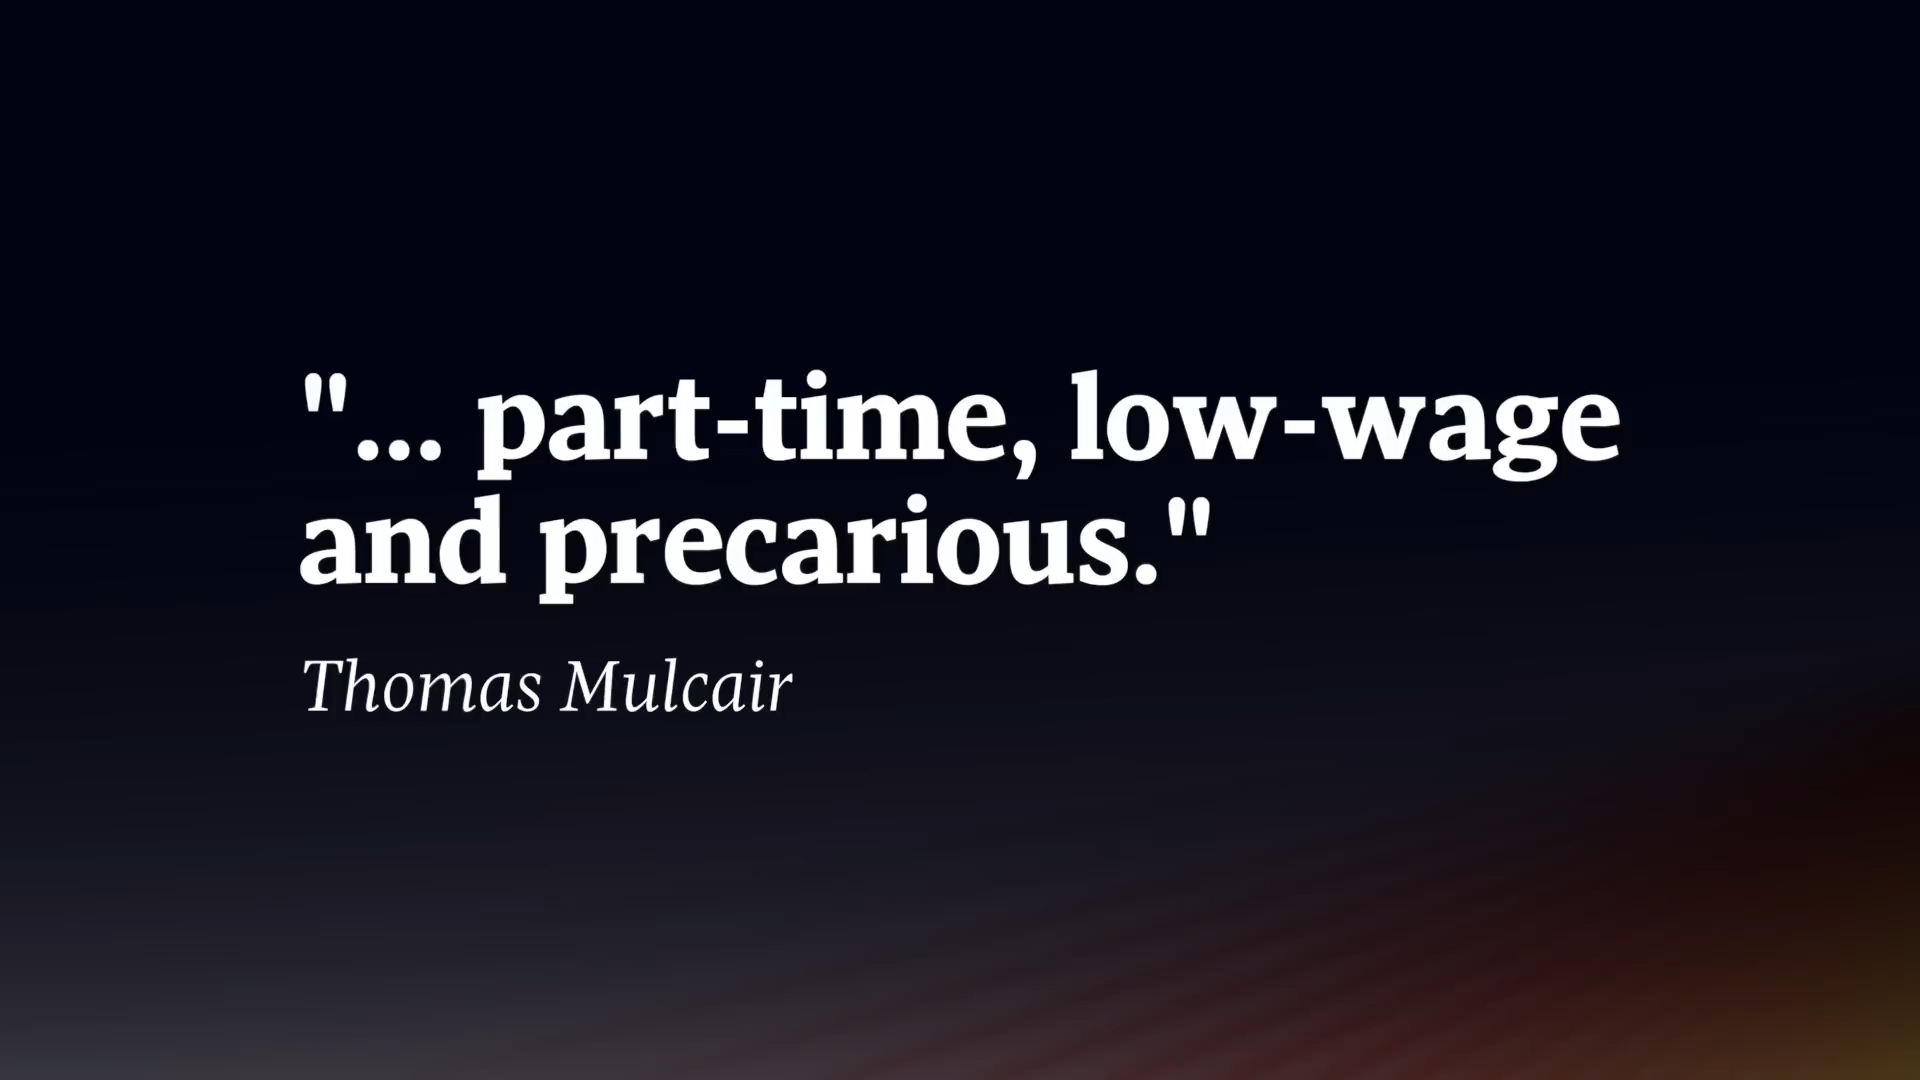 "... part-time, low-wage
and precarious."
Thomas Mulcair